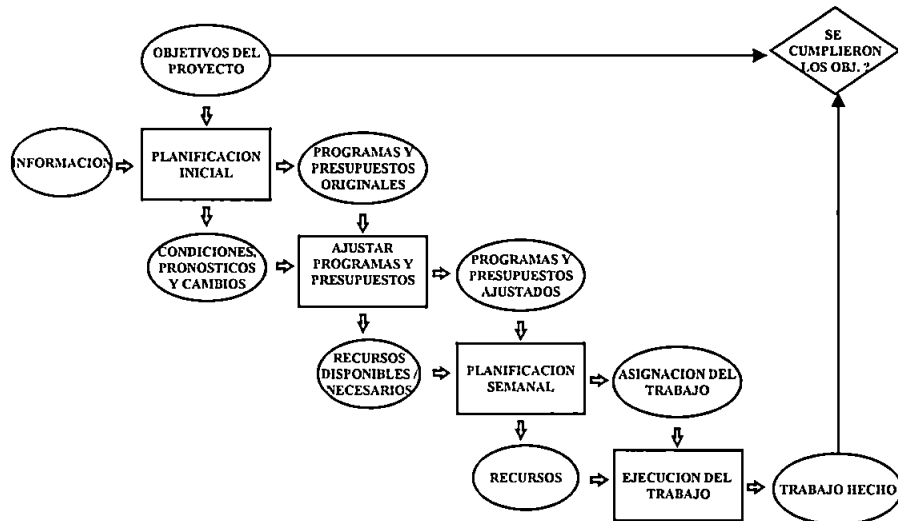 SE
CUMPLIERON
LOS OBJ. ?
OBJETIVOS DEL
PROYECTO
INFORMACION
PLANIFICACION
INICIAL
PROGRAMAS Y
PRESUPUESTOS
ORIGINALES
CONDICIONES,
PRONOSTICOS
Y CAMBIOS
AJUSTAR
PROGRAMAS Y
PRESUPUESTOS
PROGRAMAS Y
PRESUPUESTOS
AJUSTADOS
RECURSOS
DISPONIBLES /
NECESARIOS
PLANIFICACION
SEMANAL
ASIGNACION DEL
TRABAJO
RECURSOS
EJECUCION DEL
TRABAJO
TRABAJO HECHO